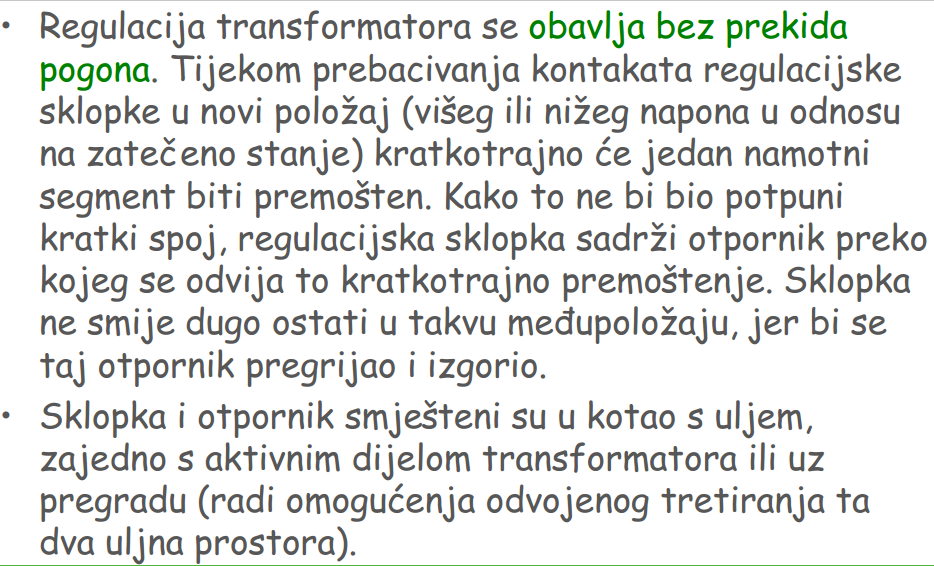 • Regulacija transformatora se obavlja bez prekida
pogona. Tijekom prebacivanja kontakata regulacijske
sklopke u novi položaj (višeg ili nižeg napona u odnosu
na zatečeno stanje) kratkotrajno će jedan namotni
segment biti premošten. Kako to ne bi bio potpuni
kratki spoj, regulacijska sklopka sadrži otpornik preko
kojeg se odvija to kratkotrajno premoštenje. Sklopka
ne smije dugo ostati u takvu međupoložaju, jer bi se
taj otpornik pregrijao i izgorio.
• Sklopka i otpornik smješteni su u kotao s uljem,
zajedno s aktivnim dijelom transformatora ili uz
pregradu (radi omogućenja odvojenog tretiranja ta
dva uljna prostora).